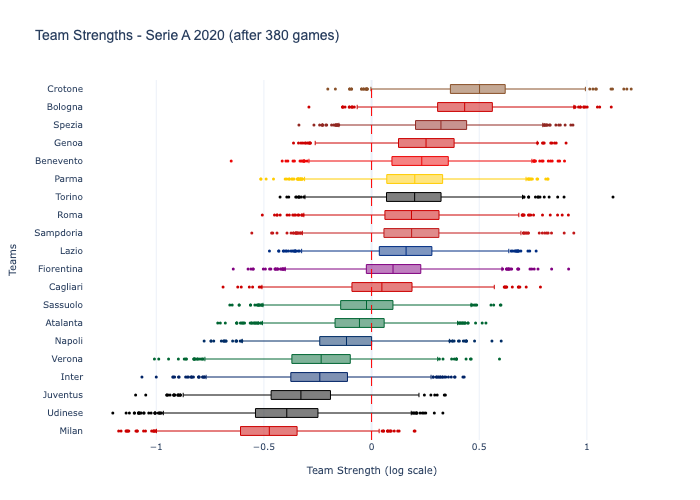 Team Strengths - Serie A 2020 (after 380 games)
Teams
Crotone
Bologna
Spezia
Genoa
Benevento
Parma
Torino
Roma
Sampdoria
Lazio
Fiorentina
Cagliari
Sassuolo
Atalanta
Napoli
Verona
Inter
Juventus
Udinese
Milan
−1 −0.5 0 0.5 1
Team Strength (log scale)